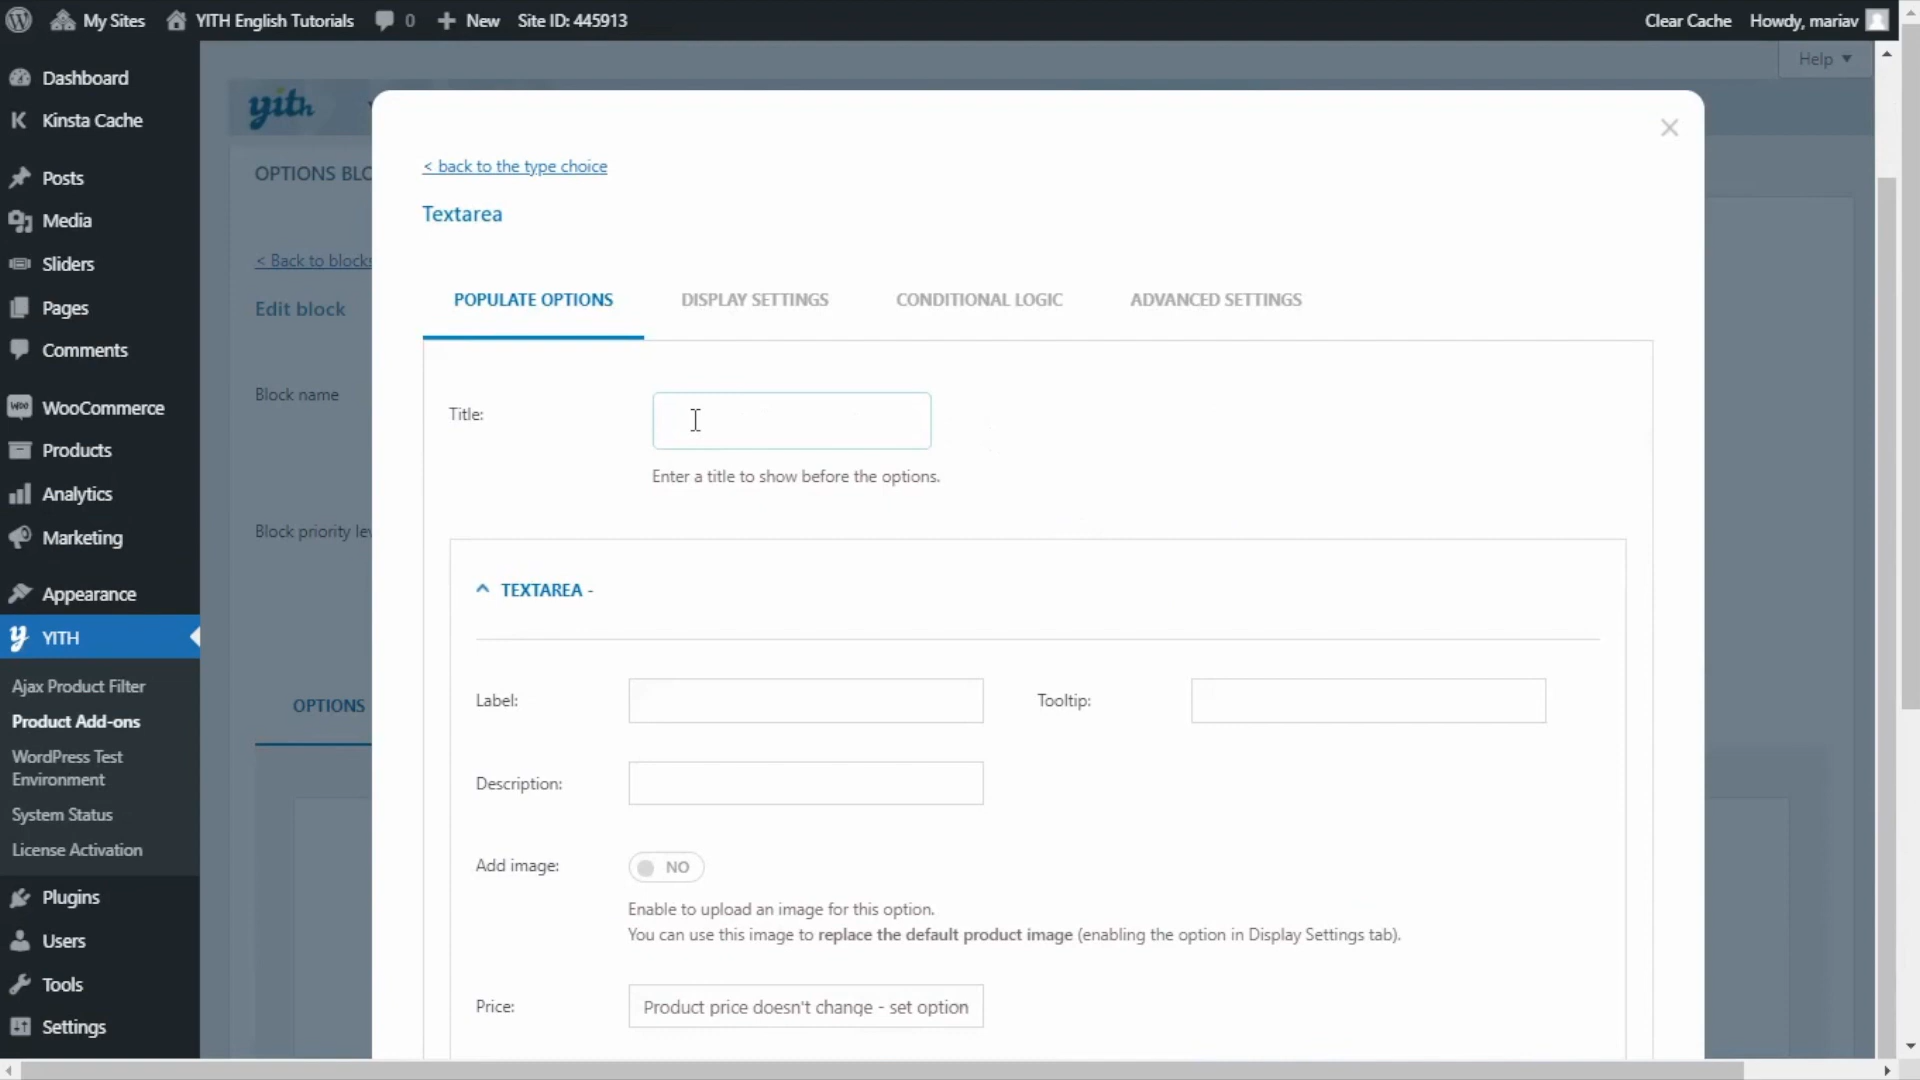 My Sites
YITH English Tutorials
0
New
Site ID: 445913
Clear Cache
Howdy, mariav
Dashboard
Kinsta Cache
Posts
Media
Sliders
Pages
Comments
WooCommerce
Products
Analytics
Marketing
Appearance
YITH
Ajax Product Filter
Product Add-ons
WordPress Test
Environment
System Status
License Activation
Plugins
Users
Tools
Settings
Help
yith
OPTIONS BLO
< Back to blocks
Edit block
Block name
Block priority lev
OPTIONS
< back to the type choice
Textarea
POPULATE OPTIONS
DISPLAY SETTINGS
CONDITIONAL LOGIC
ADVANCED SETTINGS
Title:
Enter a title to show before the options.
TEXTAREA -
Label:
Tooltip:
Description:
Add image:
NO
Enable to upload an image for this option.
You can use this image to replace the default product image (enabling the option in Display Settings tab).
Price:
Product price doesn't change - set option